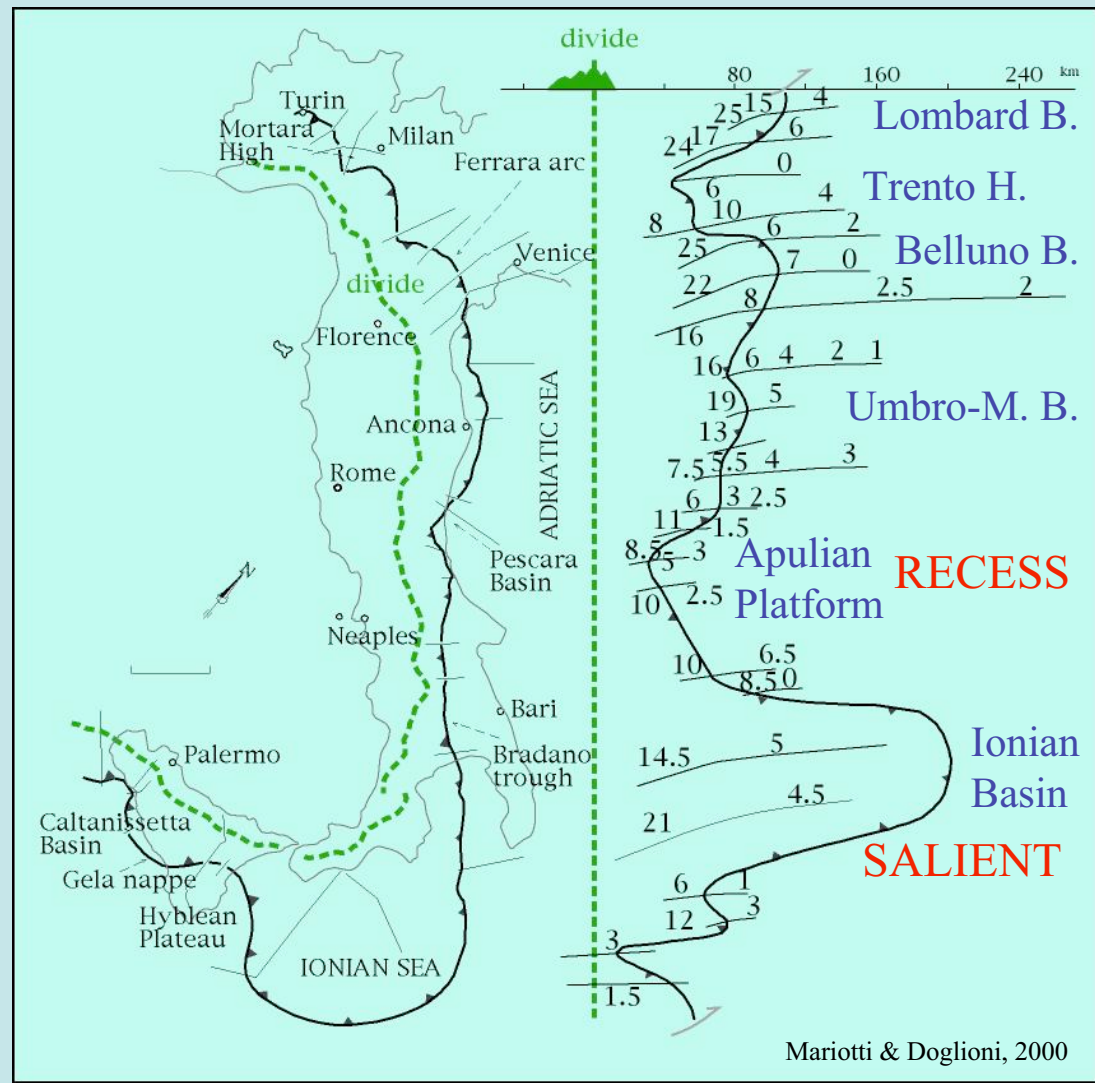 divide
80 160 240 km
Turin
Mortara
High
Milan
Ferrara arc
Venice
divide
Florence
Ancona
ADRIATIC SEA
Rome
Pescara
Basin
N
Neaples
Bari
Bradano
trough
Palermo
Caltanissetta
Basin
Gela nappe
Hyblean
Plateau
IONIAN SEA
25 15 4
Lombard B.
24 17 6
6 0
Trento H.
8 10 4
25 6 2
Belluno B.
22 7 0
16 8 2.5 2
16 6 4 2 1
19 5
Umbro-M. B.
13
7.5 5.5 4 3
6 3 2.5
11 1.5
8.5 5 3
Apulian
Platform
RECESS
10 2.5
10 6.5
8.5 0
14.5 5
Ionian
Basin
21 4.5
SALIENT
6 1
12 3
3
1.5
Mariotti & Doglioni, 2000